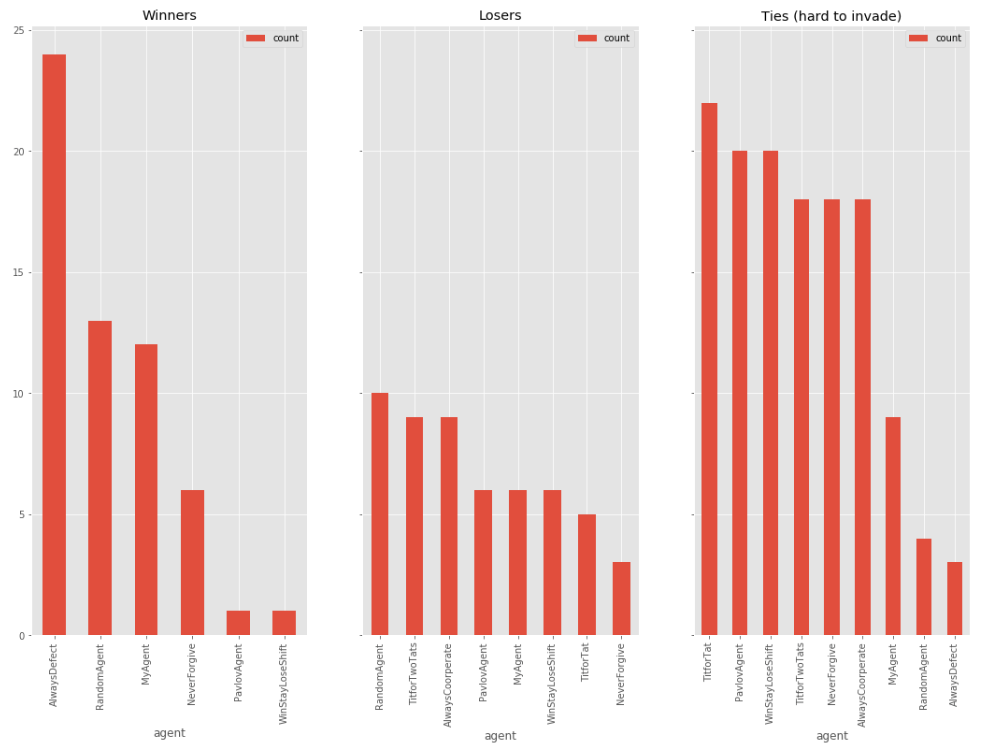 Winners
Losers
Ties (hard to invade)
count
count
count
25
20
15
10
5
0
AlwaysDefect
RandomAgent
MyAgent
NeverForgive
PavlovAgent
WinStayLoseShift
agent
RandomAgent
TitforTwoTats
AlwaysCoorperate
PavlovAgent
MyAgent
WinStayLoseShift
TitforTat
NeverForgive
agent
TitforTat
PavlovAgent
WinStayLoseShift
TitforTwoTats
NeverForgive
AlwaysCoorperate
MyAgent
RandomAgent
AlwaysDefect
agent